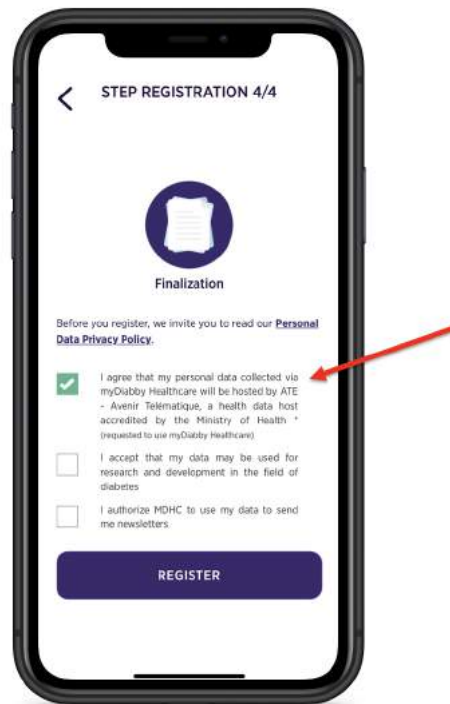 STEP REGISTRATION 4/4
Finalization
Before you register, we invite you to read our Personal
Data Privacy Policy.
I agree that my personal data collected via
myDiabby Healthcare will be hosted by ATE
- Avenir Télématique, a health data host
accredited by the Ministry of Health *
(requested to use myDiabby Healthcare)
I accept that my data may be used for
research and development in the field of
diabetes
I authorize MDHC to use my data to send
me newsletters
REGISTER